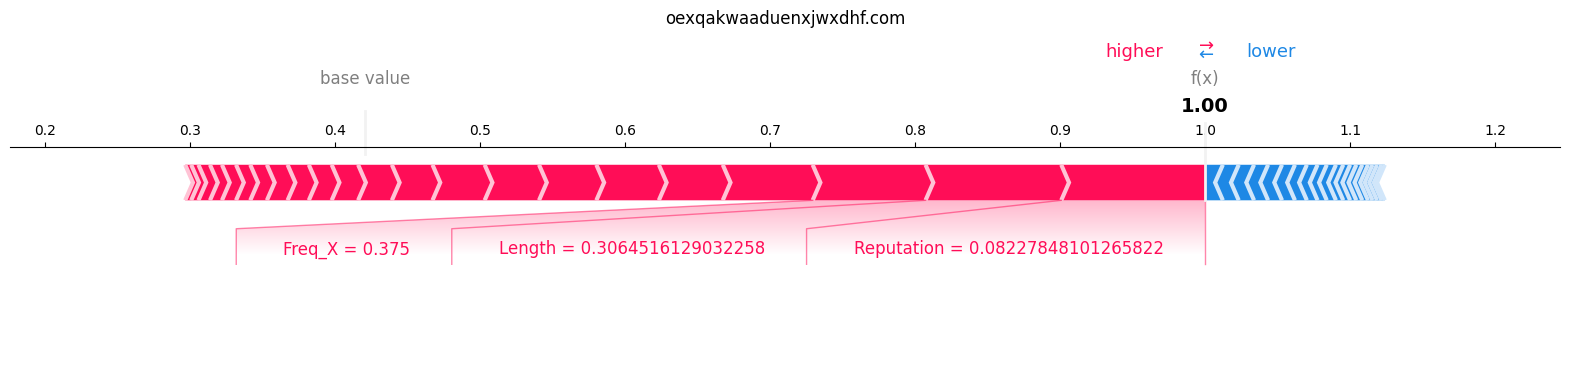 oexqakwaaduenxjwxdhf.com
higher ⇄ lower
base value f(x)
1.00
0.2 0.3 0.4 0.5 0.6 0.7 0.8 0.9 1.0 1.1 1.2
Freq_X = 0.375 Length = 0.3064516129032258 Reputation = 0.08227848101265822